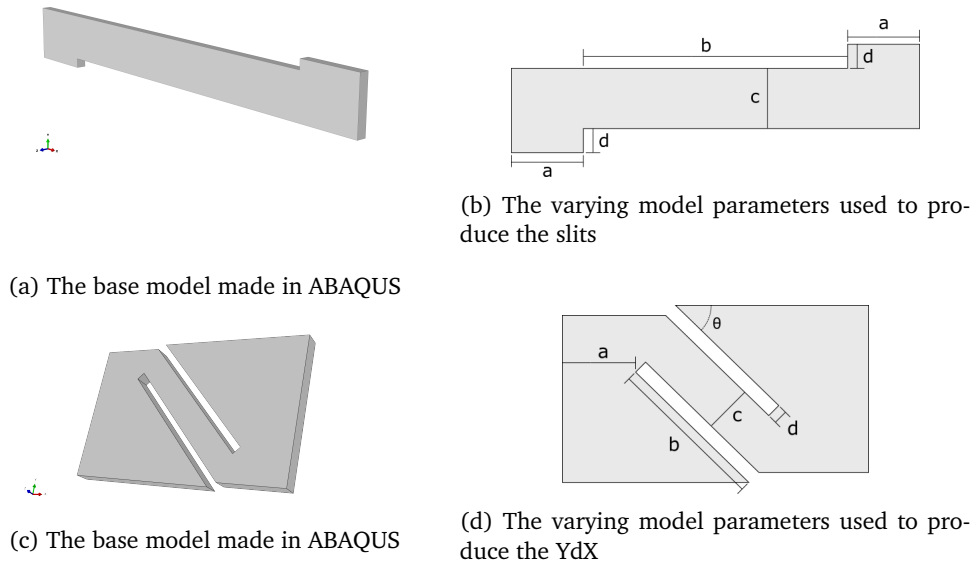 a
b
d
c
d
a
(b) The varying model parameters used to pro-
duce the slits
(a) The base model made in ABAQUS
θ
a
c
d
b
(c) The base model made in ABAQUS
(d) The varying model parameters used to pro-
duce the YdX